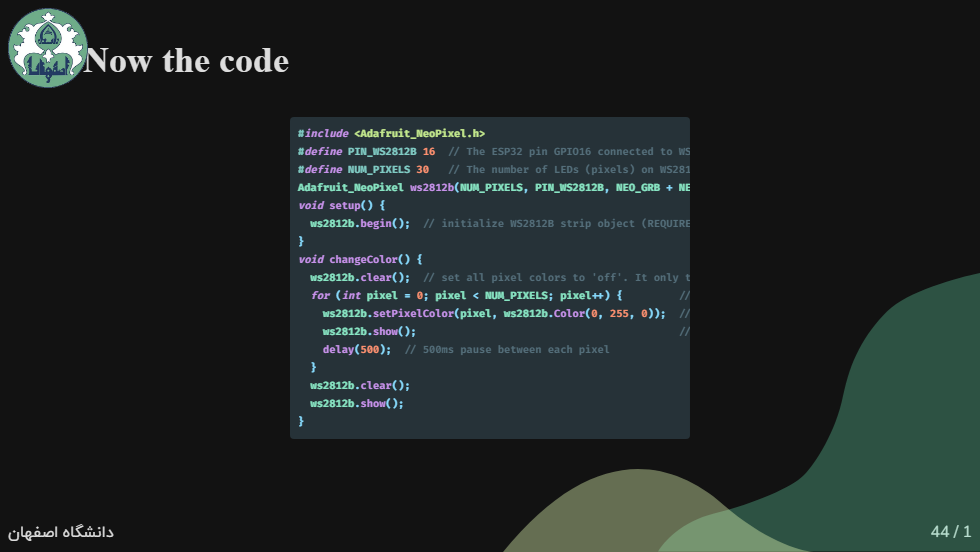 Now the code
#include <Adafruit_NeoPixel.h>
#define PIN_WS2812B 16 // The ESP32 pin GPIO16 connected to WS
#define NUM_PIXELS 30 // The number of LEDs (pixels) on WS281
Adafruit_NeoPixel ws2812b(NUM_PIXELS, PIN_WS2812B, NEO_GRB + NE
void setup() {
ws2812b.begin(); // initialize WS2812B strip object (REQUIRE
}
void changeColor() {
ws2812b.clear(); // set all pixel colors to 'off'. It only t
for (int pixel = 0; pixel < NUM_PIXELS; pixel++) { //
ws2812b.setPixelColor(pixel, ws2812b.Color(0, 255, 0)); //
ws2812b.show(); //
delay(500); // 500ms pause between each pixel
}
ws2812b.clear();
ws2812b.show();
}
دانشگاه اصفهان
44 / 1